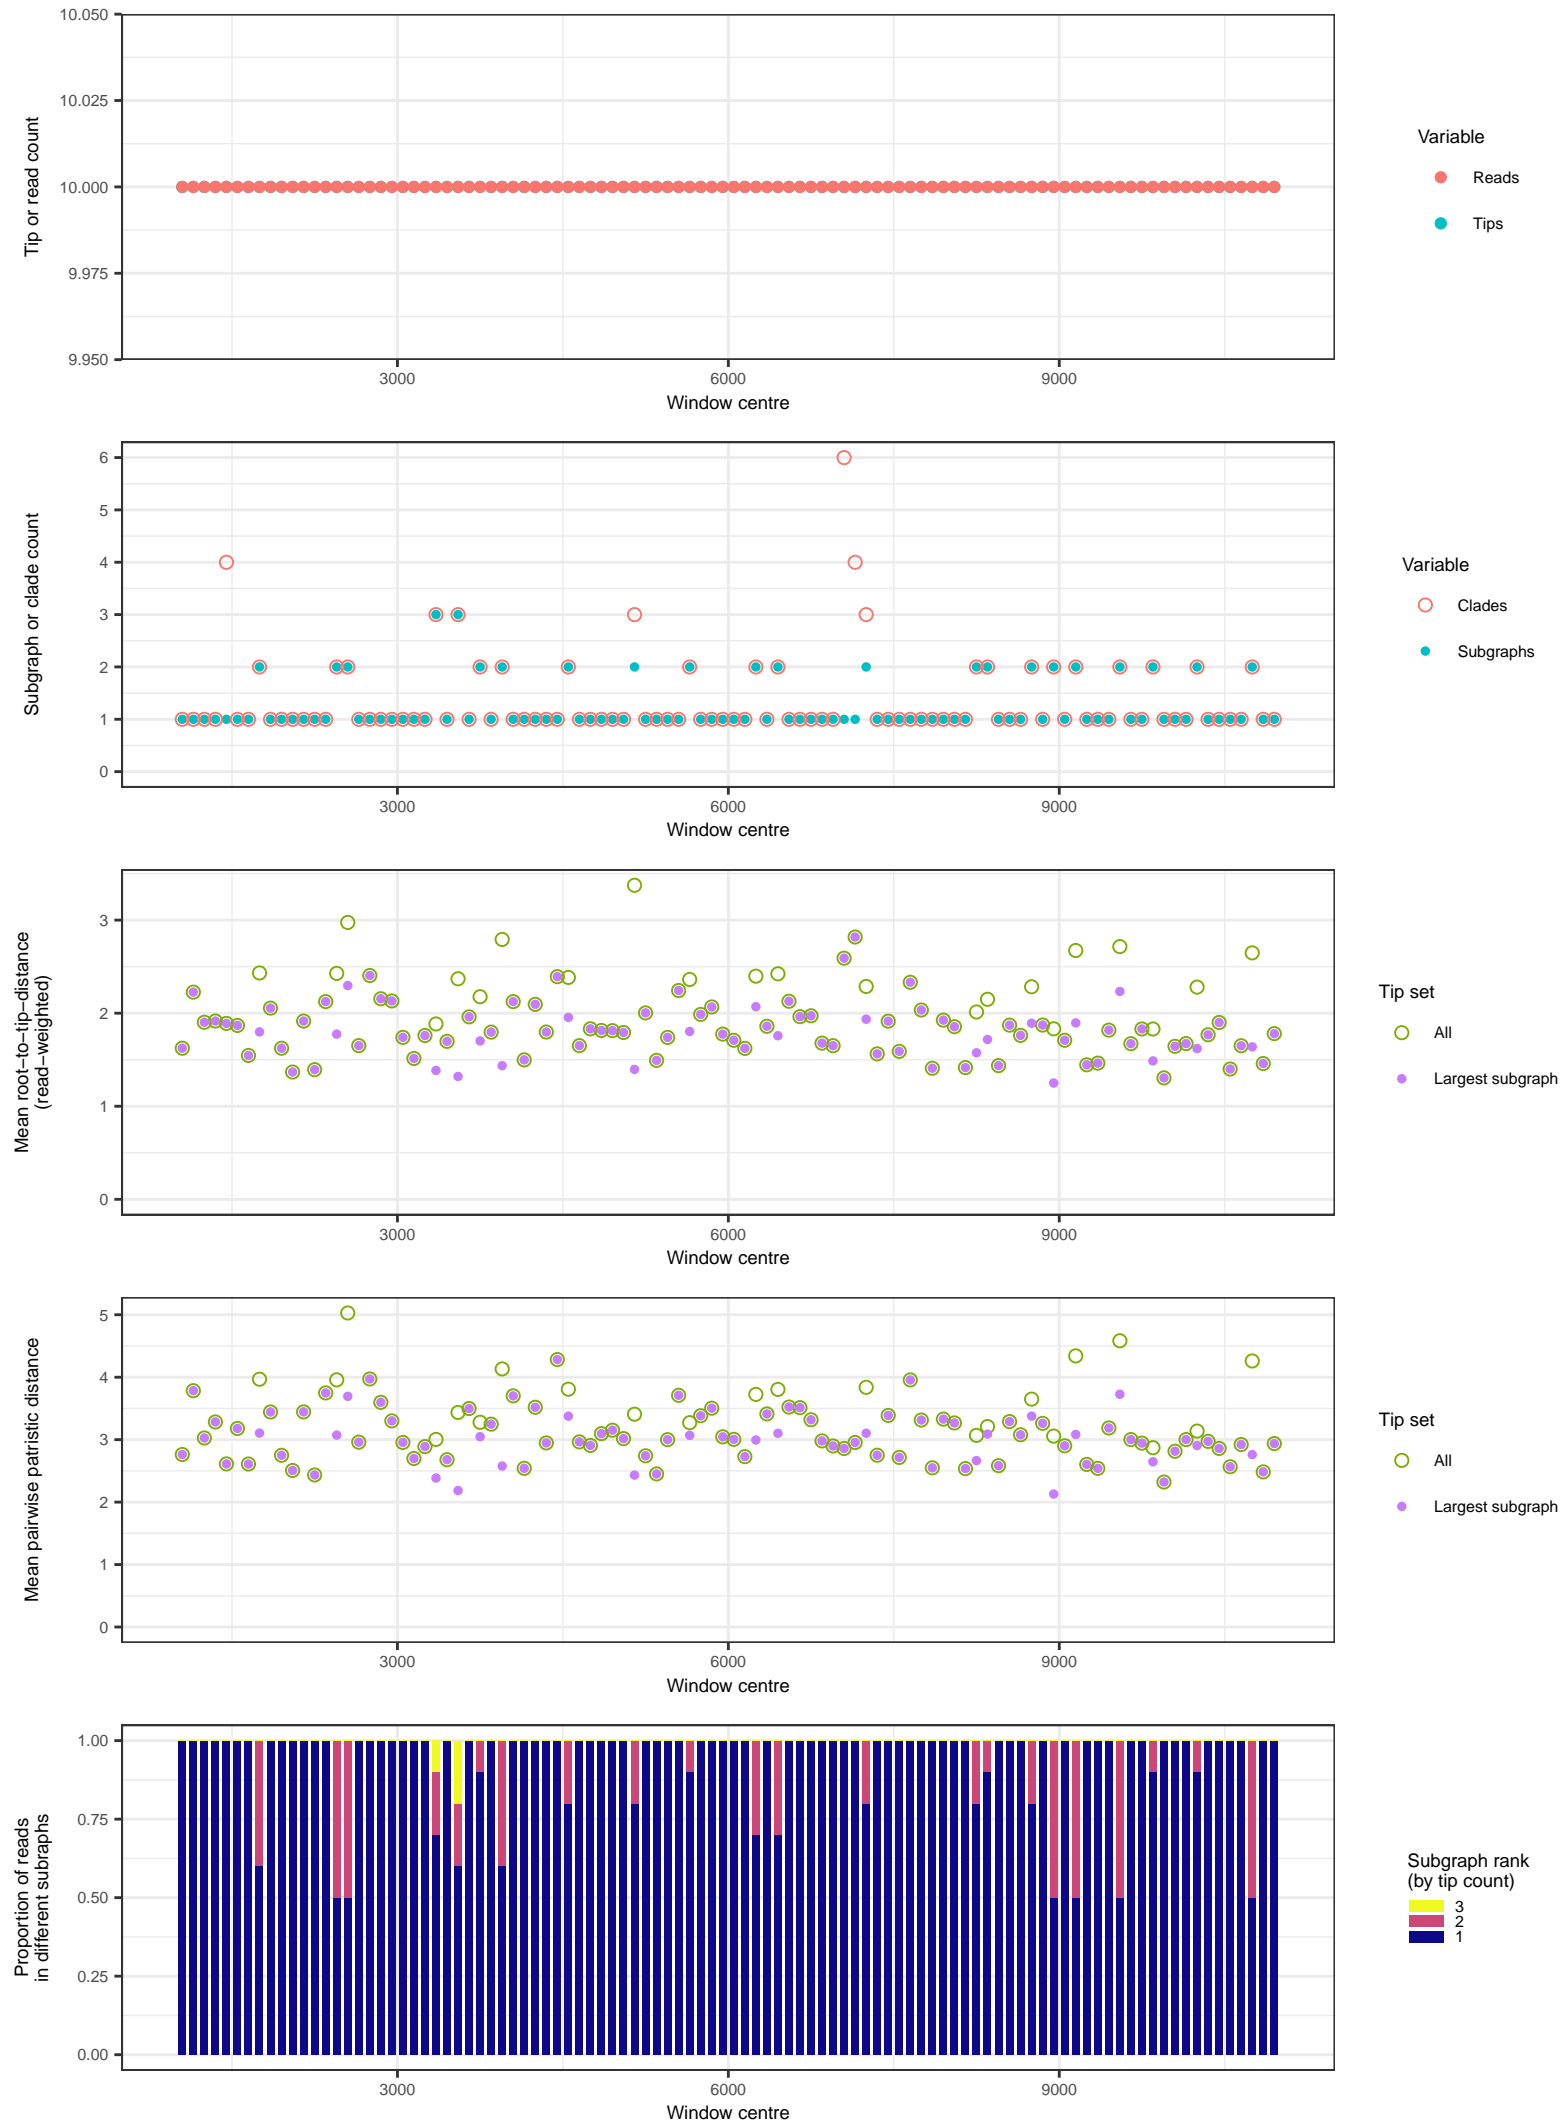 10.050
10.025
10.000
9.975
9.950
Tip or read count
3000
6000
9000
Window centre
Variable
Reads
Tips
6
5
4
3
2
1
0
Subgraph or clade count
3000
6000
9000
Window centre
Variable
Clades
Subgraphs
3
2
1
0
Mean root−to−tip−distance
(read−weighted)
3000
6000
9000
Window centre
Tip set
All
Largest subgraph
5
4
3
2
1
0
Mean pairwise patristic distance
3000
6000
9000
Window centre
Tip set
All
Largest subgraph
1.00
0.75
0.50
0.25
0.00
Proportion of reads
in different subraphs
3000
6000
9000
Window centre
Subgraph rank
(by tip count)
3
2
1